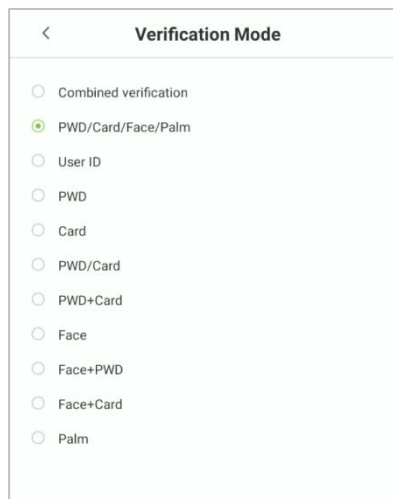 Verification Mode
Combined verification
PWD/Card/Face/Palm
User ID
PWD
Card
PWD/Card
PWD+Card
Face
Face+PWD
Face+Card
Palm